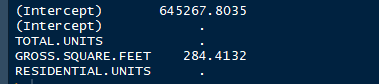 (Intercept) 645267.8035
(Intercept) .
TOTAL.UNITS .
GROSS.SQUARE.FEET 284.4132
RESIDENTIAL.UNITS .